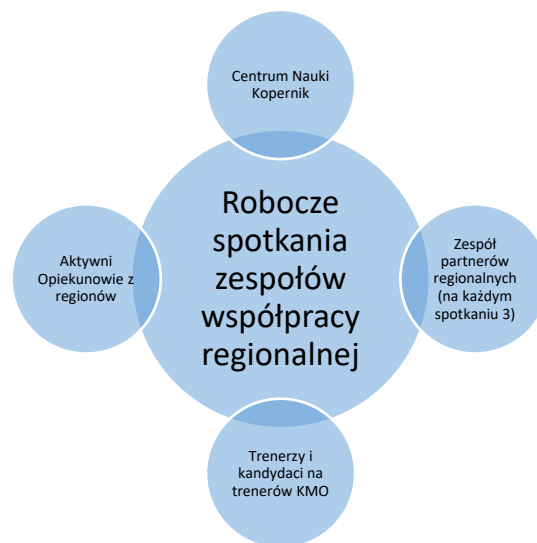 Centrum Nauki
Kopernik
Robocze
spotkania
zespołów
współpracy
regionalnej
Aktywni
Opiekunowie z
regionów
Zespół
partnerów
regionalnych
(na każdym
spotkaniu 3)
Trenerzy i
kandydaci na
trenerów KMO